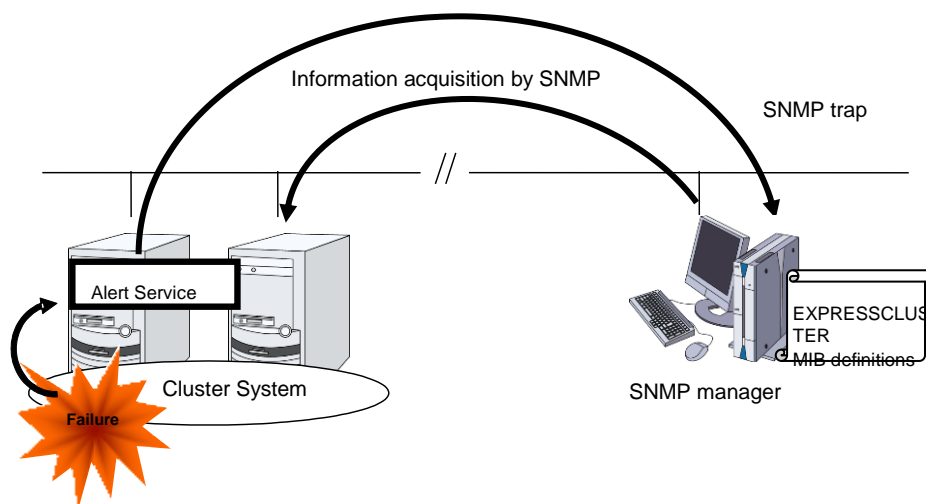 Information acquisition by SNMP
SNMP trap
//
Alert Service
EXPRESSCLUS
TER
MIB definitions
Cluster System
SNMP manager
Failure